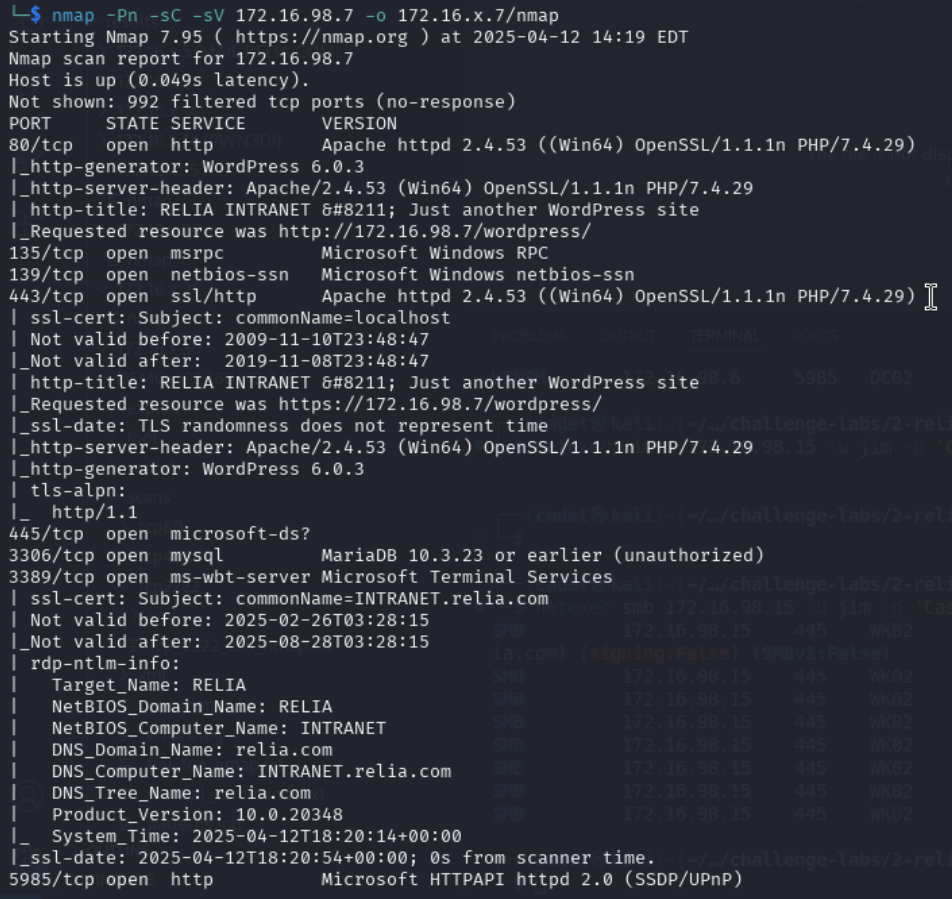 └─$ nmap -Pn -sC -sV 172.16.98.7 -o 172.16.x.7/nmap
Starting Nmap 7.95 ( https://nmap.org ) at 2025-04-12 14:19 EDT
Nmap scan report for 172.16.98.7
Host is up (0.049s latency).
Not shown: 992 filtered tcp ports (no-response)
PORT     STATE SERVICE       VERSION
80/tcp   open  http          Apache httpd 2.4.53 ((Win64) OpenSSL/1.1.1n PHP/7.4.29)
|_http-generator: WordPress 6.0.3
|_http-server-header: Apache/2.4.53 (Win64) OpenSSL/1.1.1n PHP/7.4.29
| http-title: RELIA INTRANET &#8211; Just another WordPress site
|_Requested resource was http://172.16.98.7/wordpress/
135/tcp  open  msrpc         Microsoft Windows RPC
139/tcp  open  netbios-ssn   Microsoft Windows netbios-ssn
443/tcp  open  ssl/http      Apache httpd 2.4.53 ((Win64) OpenSSL/1.1.1n PHP/7.4.29)
| ssl-cert: Subject: commonName=localhost
| Not valid before: 2009-11-10T23:48:47
|_Not valid after:  2019-11-08T23:48:47
| http-title: RELIA INTRANET &#8211; Just another WordPress site
|_Requested resource was https://172.16.98.7/wordpress/
|_ssl-date: TLS randomness does not represent time
|_http-server-header: Apache/2.4.53 (Win64) OpenSSL/1.1.1n PHP/7.4.29
|_http-generator: WordPress 6.0.3
| tls-alpn:
|_  http/1.1
445/tcp  open  microsoft-ds?
3306/tcp open  mysql         MariaDB 10.3.23 or earlier (unauthorized)
3389/tcp open  ms-wbt-server Microsoft Terminal Services
| ssl-cert: Subject: commonName=INTRANET.relia.com
| Not valid before: 2025-02-26T03:28:15
|_Not valid after:  2025-08-28T03:28:15
| rdp-ntlm-info:
|   Target_Name: RELIA
|   NetBIOS_Domain_Name: RELIA
|   NetBIOS_Computer_Name: INTRANET
|   DNS_Domain_Name: relia.com
|   DNS_Computer_Name: INTRANET.relia.com
|   DNS_Tree_Name: relia.com
|   Product_Version: 10.0.20348
|_  System_Time: 2025-04-12T18:20:14+00:00
|_ssl-date: 2025-04-12T18:20:54+00:00; 0s from scanner time.
5985/tcp open  http          Microsoft HTTPAPI httpd 2.0 (SSDP/UPnP)